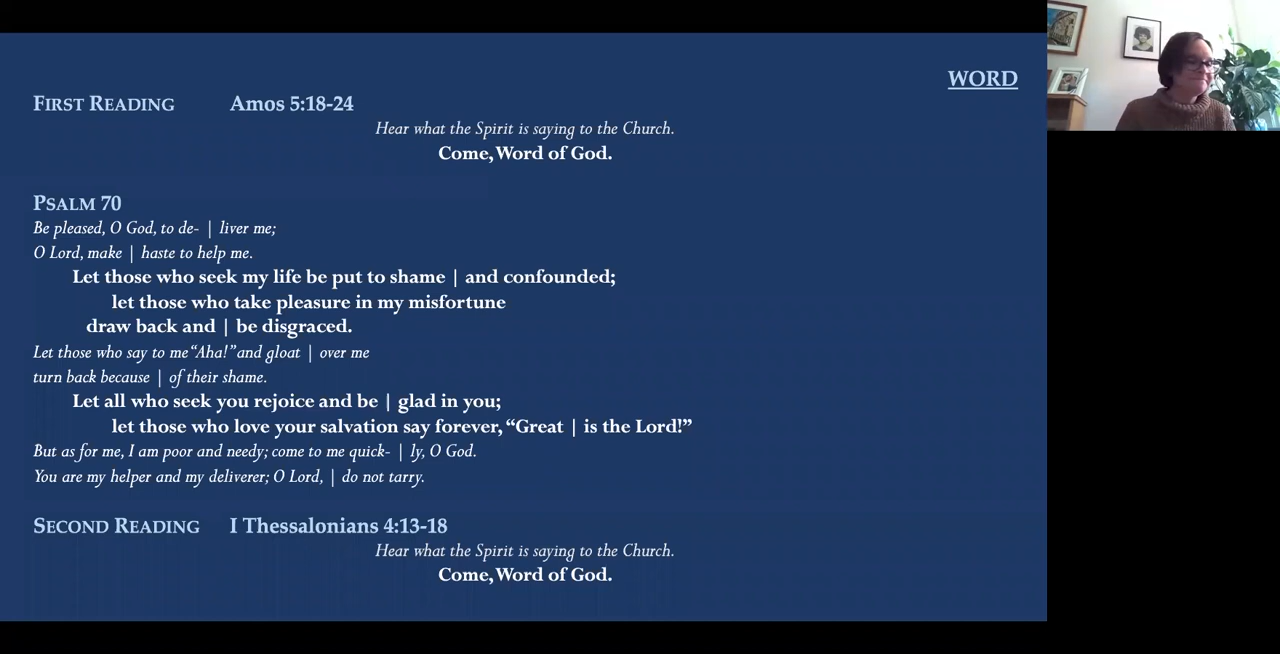 WORD
FIRST READING Amos 5:18-24
Hear what the Spirit is saying to the Church.
Come, Word of God.
PSALM 70
Be pleased, O God, to de- | liver me;
O Lord, make | haste to help me.
Let those who seek my life be put to shame | and confounded;
let those who take pleasure in my misfortune
draw back and | be disgraced.
Let those who say to me “Aha!” and gloat | over me
turn back because | of their shame.
Let all who seek you rejoice and be | glad in you;
let those who love your salvation say forever, “Great | is the Lord!”
But as for me, I am poor and needy; come to me quick- | ly, O God.
You are my helper and my deliverer; O Lord, | do not tarry.
SECOND READING I Thessalonians 4:13-18
Hear what the Spirit is saying to the Church.
Come, Word of God.